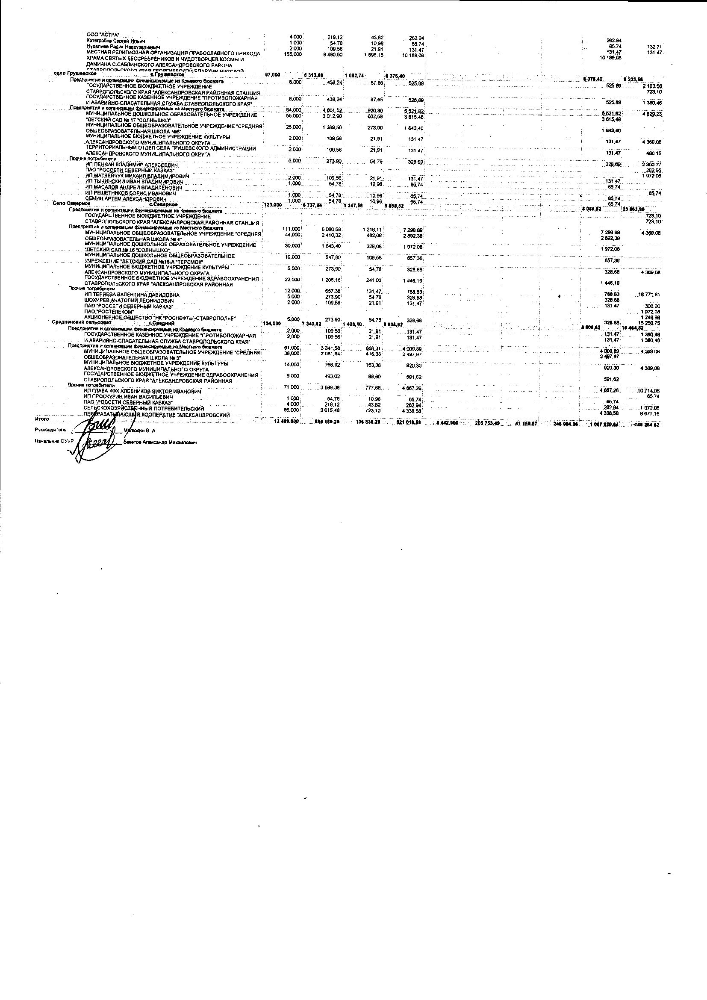 ООО "АСТРА" 4,000 219,12 43,82 262,94 262,94
Категробов Сергей Ильич 1,000 54,78 10,96 65,74 65,74 132,71
Нуралиев Радик Наврузалиевич 2,000 109,56 21,91 131,47 131,47 131,47
МЕСТНАЯ РЕЛИГИОЗНАЯ ОРГАНИЗАЦИЯ ПРАВОСЛАВНОГО ПРИХОДА 155,000 8 490,90 1 698,18 10 189,08 10 189,08
ХРАМА СВЯТЫХ БЕССРЕБРЕНИКОВ И ЧУДОТВОРЦЕВ КОСМЫ И
ДАМИАНА С.САБЛИНСКОГО АЛЕКСАНДРОВСКОГО РАЙОНА
СТАВРОПОЛЬСКОГО КРАЯ ГЕОРГИЕВСКОЙ ЕПАРХИИ РУССКОЙ
село Грушевское с.Грушевское 97,000 5 313,66 1 062,74 6 376,40 6 376,40 9 233,56
Предприятия и организации финансируемые из Краевого бюджета 8,000 438,24 87,65 525,89 525,89 2 103,56
ГОСУДАРСТВЕННОЕ БЮЖДЖЕТНОЕ УЧРЕЖДЕНИЕ 723,10
СТАВРОПОЛЬСКОГО КРАЯ "АЛЕКСАНДРОВСКАЯ РАЙОННАЯ СТАНЦИЯ
ГОСУДАРСТВЕННОЕ КАЗЕННОЕ УЧРЕЖДЕНИЕ "ПРОТИВОПОЖАРНАЯ 8,000 438,24 87,65 525,89 525,89 1 380,46
И АВАРИЙНО-СПАСАТЕЛЬНАЯ СЛУЖБА СТАВРОПОЛЬСКОГО КРАЯ"
Предприятия и организации финансируемые из Местного бюджета 84,000 4 601,52 920,30 5 521,82 5 521,82 4 829,23
МУНИЦИПАЛЬНОЕ ДОШКОЛЬНОЕ ОБРАЗОВАТЕЛЬНОЕ УЧРЕЖДЕНИЕ 55,000 3 012,90 602,58 3 615,48 3 615,48
"ДЕТСКИЙ САД № 17 "СОЛНЫШКО"
МУНИЦИПАЛЬНОЕ ОБЩЕОБРАЗОВАТЕЛЬНОЕ УЧРЕЖДЕНИЕ "СРЕДНЯЯ 25,000 1 369,50 273,90 1 643,40 1 643,40
ОБЩЕОБРАЗОВАТЕЛЬНАЯ ШКОЛА №6"
МУНИЦИПАЛЬНОЕ БЮДЖЕТНОЕ УЧРЕЖДЕНИЕ КУЛЬТУРЫ 2,000 109,56 21,91 131,47 131,47 4 369,08
АЛЕКСАНДРОВСКОГО МУНИЦИПАЛЬНОГО ОКРУГА
ТЕРРИТОРИАЛЬНЫЙ ОТДЕЛ СЕЛА ГРУШЕВСКОГО АДМИНИСТРАЦИИ 2,000 109,56 21,91 131,47 131,47 460,15
АЛЕКСАНДРОВСКОГО МУНИЦИПАЛЬНОГО ОКРУГА
Прочие потребители 5,000 273,90 54,79 328,69 328,69 2 300,77
ИП ПЕНКИН ВЛАДИМИР АЛЕКСЕЕВИЧ 262,95
ПАО "РОССЕТИ СЕВЕРНЫЙ КАВКАЗ" 1 972,08
ИП МАТВЕЙЧУК МИХАИЛ ВЛАДИМИРОВИЧ 2,000 109,56 21,91 131,47 131,47
ИП ТЫЧИНСКИЙ ИВАН ВЛАДИМИРОВИЧ 1,000 54,78 10,96 65,74 65,74
ИП МАСАЛОВ АНДРЕЙ ВЛАДИЛЕНОВИЧ 65,74
ИП РЕШЕТНИКОВ БОРИС ИВАНОВИЧ 1,000 54,78 10,96 65,74 65,74
СЕМИН АРТЕМ АЛЕКСАНДРОВИЧ 1,000 54,78 10,96 65,74 65,74
Село Северное с.Северное 123,000 6 737,94 1 347,58 8 085,52 8 085,52 23 863,99
Предприятия и организации финансируемые из Краевого бюджета 723,10
ГОСУДАРСТВЕННОЕ БЮЖДЖЕТНОЕ УЧРЕЖДЕНИЕ 723,10
СТАВРОПОЛЬСКОГО КРАЯ "АЛЕКСАНДРОВСКАЯ РАЙОННАЯ СТАНЦИЯ
Предприятия и организации финансируемые из Местного бюджета 111,000 6 080,58 1 216,11 7 296,69 7 296,69 4 369,08
МУНИЦИПАЛЬНОЕ ОБЩЕОБРАЗОВАТЕЛЬНОЕ УЧРЕЖДЕНИЕ "СРЕДНЯЯ 44,000 2 410,32 482,06 2 892,38 2 892,38
ОБЩЕОБРАЗОВАТЕЛЬНАЯ ШКОЛА № 4"
МУНИЦИПАЛЬНОЕ ДОШКОЛЬНОЕ ОБРАЗОВАТЕЛЬНОЕ УЧРЕЖДЕНИЕ 30,000 1 643,40 328,68 1 972,08 1 972,08
"ДЕТСКИЙ САД № 16 "СОЛНЫШКО"
МУНИЦИПАЛЬНОЕ ДОШКОЛЬНОЕ ОБЩЕОБРАЗОВАТЕЛЬНОЕ 10,000 547,80 109,56 657,36 657,36
УЧРЕЖДЕНИЕ "ДЕТСКИЙ САД №16-А "ТЕРЕМОК"
МУНИЦИПАЛЬНОЕ БЮДЖЕТНОЕ УЧРЕЖДЕНИЕ КУЛЬТУРЫ 5,000 273,90 54,78 328,68 328,68 4 369,08
АЛЕКСАНДРОВСКОГО МУНИЦИПАЛЬНОГО ОКРУГА
ГОСУДАРСТВЕННОЕ БЮДЖЕТНОЕ УЧРЕЖДЕНИЕ ЗДРАВООХРАНЕНИЯ 22,000 1 205,16 241,03 1 446,19 1 446,19
СТАВРОПОЛЬСКОГО КРАЯ "АЛЕКСАНДРОВСКАЯ РАЙОННАЯ
Прочие потребители 12,000 657,36 131,47 788,83 788,83 18 771,81
ИП ТЕРЯЕВА ВАЛЕНТИНА ДАВИДОВНА 5,000 273,90 54,78 328,68 328,68
ШОХИРЕВ АНАТОЛИЙ ЛЕОНИДОВИЧ 2,000 109,56 21,91 131,47 131,47 300,00
ПАО "РОССЕТИ СЕВЕРНЫЙ КАВКАЗ" 1 972,08
ПАО "РОСТЕЛЕКОМ" 1 248,98
АКЦИОНЕРНОЕ ОБЩЕСТВО "НК "РОСНЕФТЬ"-СТАВРОПОЛЬЕ" 5,000 273,90 54,78 328,68 328,68 15 250,75
Средненский сельсовет х.Средний 134,000 7 340,52 1 468,10 8 808,62 8 808,62 16 464,52
Предприятия и организации финансируемые из Краевого бюджета 2,000 109,56 21,91 131,47 131,47 1 380,46
ГОСУДАРСТВЕННОЕ КАЗЕННОЕ УЧРЕЖДЕНИЕ "ПРОТИВОПОЖАРНАЯ 2,000 109,56 21,91 131,47 131,47 1 380,46
И АВАРИЙНО-СПАСАТЕЛЬНАЯ СЛУЖБА СТАВРОПОЛЬСКОГО КРАЯ"
Предприятия и организации финансируемые из Местного бюджета 61,000 3 341,58 668,31 4 009,89 4 009,89 4 369,08
МУНИЦИПАЛЬНОЕ ОБЩЕОБРАЗОВАТЕЛЬНОЕ УЧРЕЖДЕНИЕ "СРЕДНЯЯ 38,000 2 081,64 416,33 2 497,97 2 497,97
ОБЩЕОБРАЗОВАТЕЛЬНАЯ ШКОЛА № 3"
МУНИЦИПАЛЬНОЕ БЮДЖЕТНОЕ УЧРЕЖДЕНИЕ КУЛЬТУРЫ 14,000 766,92 153,38 920,30 920,30 4 369,08
АЛЕКСАНДРОВСКОГО МУНИЦИПАЛЬНОГО ОКРУГА
ГОСУДАРСТВЕННОЕ БЮДЖЕТНОЕ УЧРЕЖДЕНИЕ ЗДРАВООХРАНЕНИЯ 9,000 493,02 98,60 591,62 591,62
СТАВРОПОЛЬСКОГО КРАЯ "АЛЕКСАНДРОВСКАЯ РАЙОННАЯ
Прочие потребители 71,000 3 889,38 777,88 4 667,26 4 667,26 10 714,98
ИП ГЛАВА КФХ ХЛЕБНИКОВ ВИКТОР ИВАНОВИЧ 65,74
ИП ПРОСКУРИН ИВАН ВАСИЛЬЕВИЧ 1,000 54,78 10,96 65,74 65,74
ПАО "РОССЕТИ СЕВЕРНЫЙ КАВКАЗ" 4,000 219,12 43,82 262,94 262,94 1 972,08
СЕЛЬСКОХОЗЯЙСТВЕННЫЙ ПОТРЕБИТЕЛЬСКИЙ 66,000 3 615,48 723,10 4 338,58 4 338,58 8 677,16
ПЕРЕРАБАТЫВАЮЩИЙ КООПЕРАТИВ "АЛЕКСАНДРОВСКИЙ
Итого 12 489,600 684 180,29 136 836,29 821 016,58 8 442,900 205 753,49 41 150,57 246 904,06 1 067 920,64 -748 284,82
Руководитель Малюкин В. А.
Начальник ОУиР Бекетов Александр Михайлович